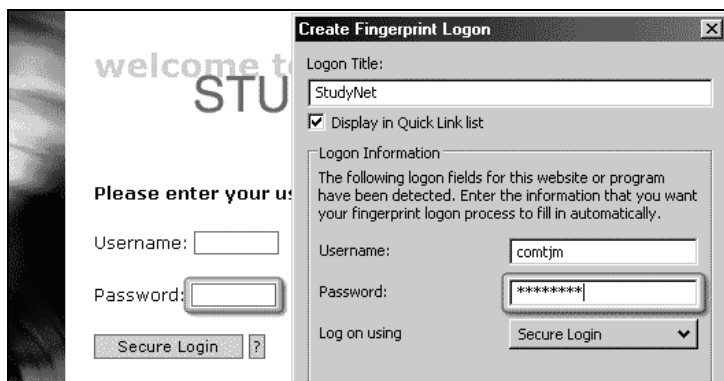 welcome t
STU
Please enter your us
Username:
Password:
Secure Login ?
Create Fingerprint Logon
Logon Title:
StudyNet
Display in Quick Link list
Logon Information
The following logon fields for this website or program
have been detected. Enter the information that you want
your fingerprint logon process to fill in automatically.
Username: comtjm
Password: ********
Log on using Secure Login